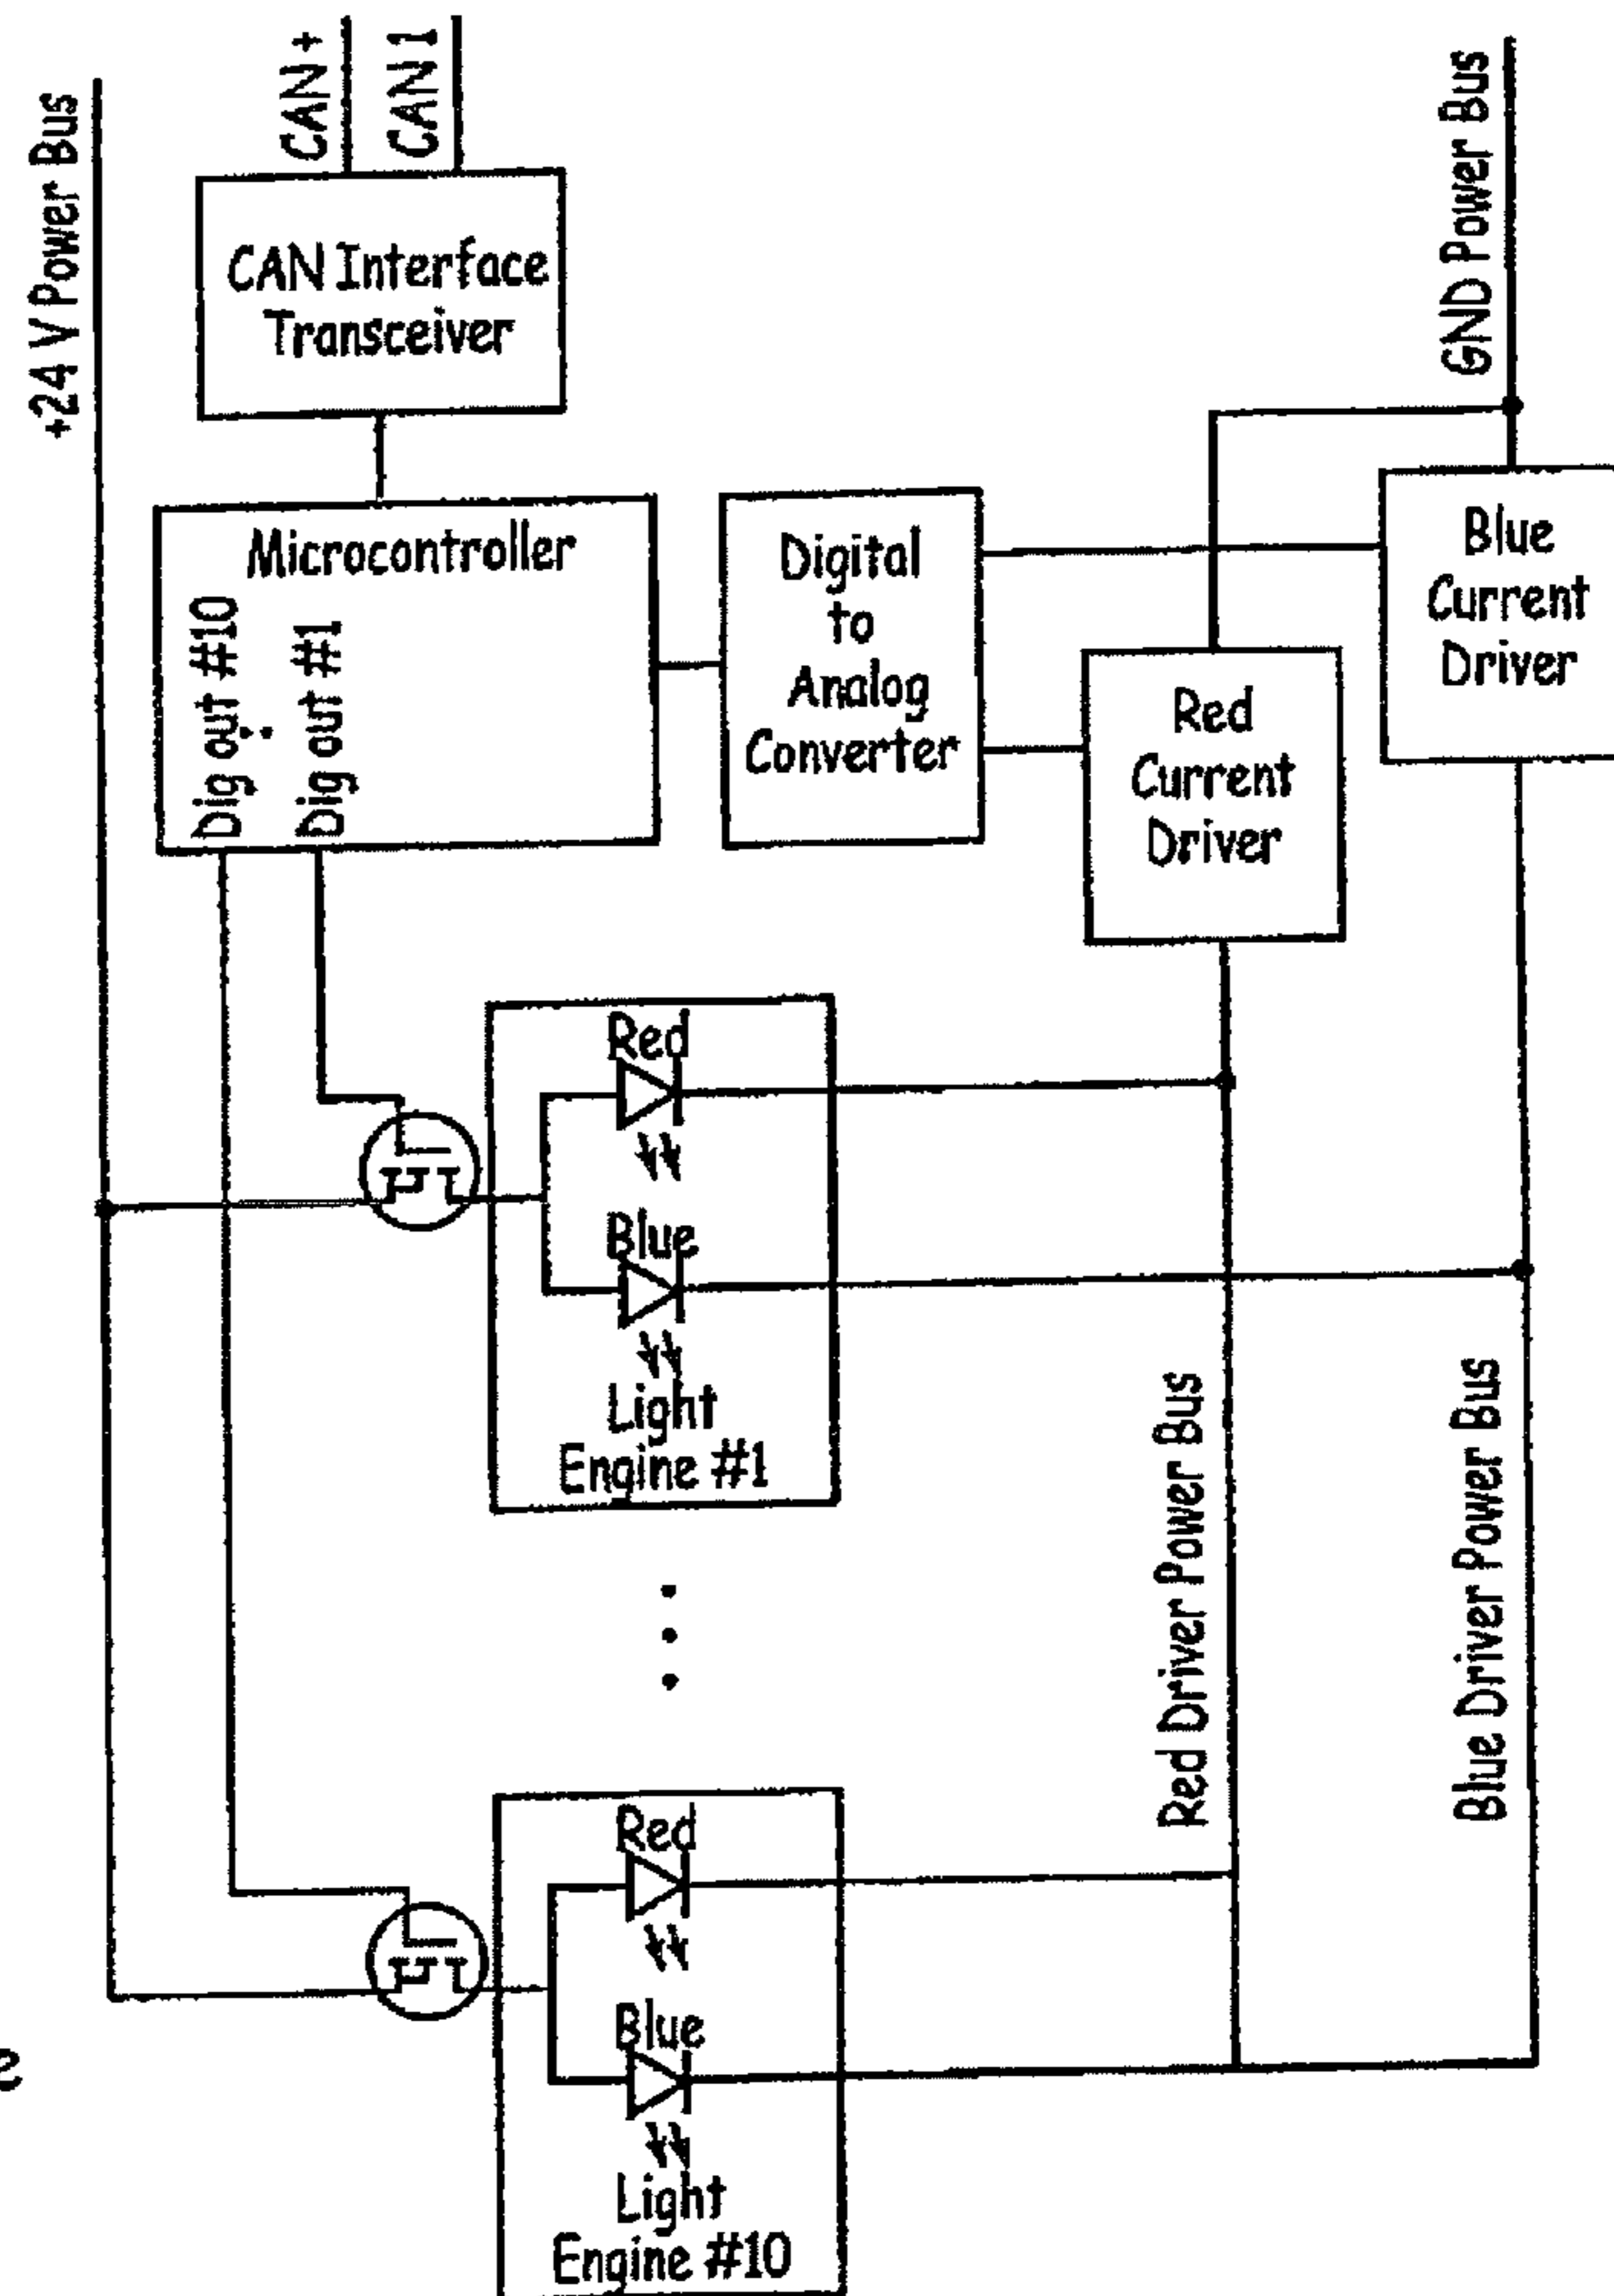 +24 V Power Bus
CAN +
CAN 1
CAN Interface
Transceiver
GND Power Bus
Microcontroller
Dig out #10
Dig out #1
Digital
to
Analog
Converter
Blue
Current
Driver
Red
Current
Driver
Red
Blue
Light
Engine #1
Red Driver Power Bus
Blue Driver Power Bus
Red
Blue
Light
Engine #10